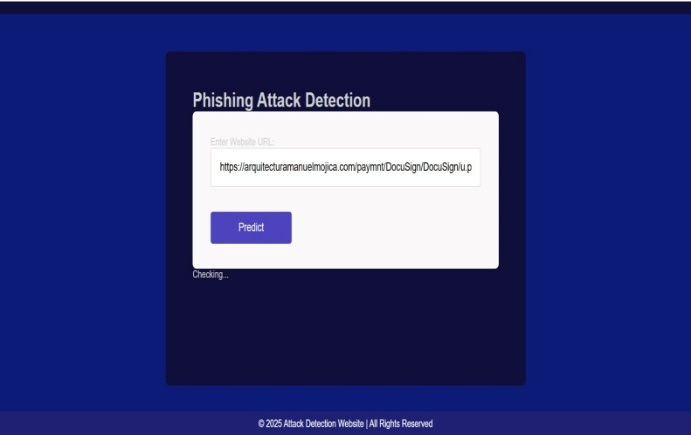 Phishing Attack Detection
Enter Website URL:
https://arquitecturamanuelmojica.com/paymnt/DocuSign/DocuSign/u.p
Predict
Checking...
© 2025 Attack Detection Website | All Rights Reserved